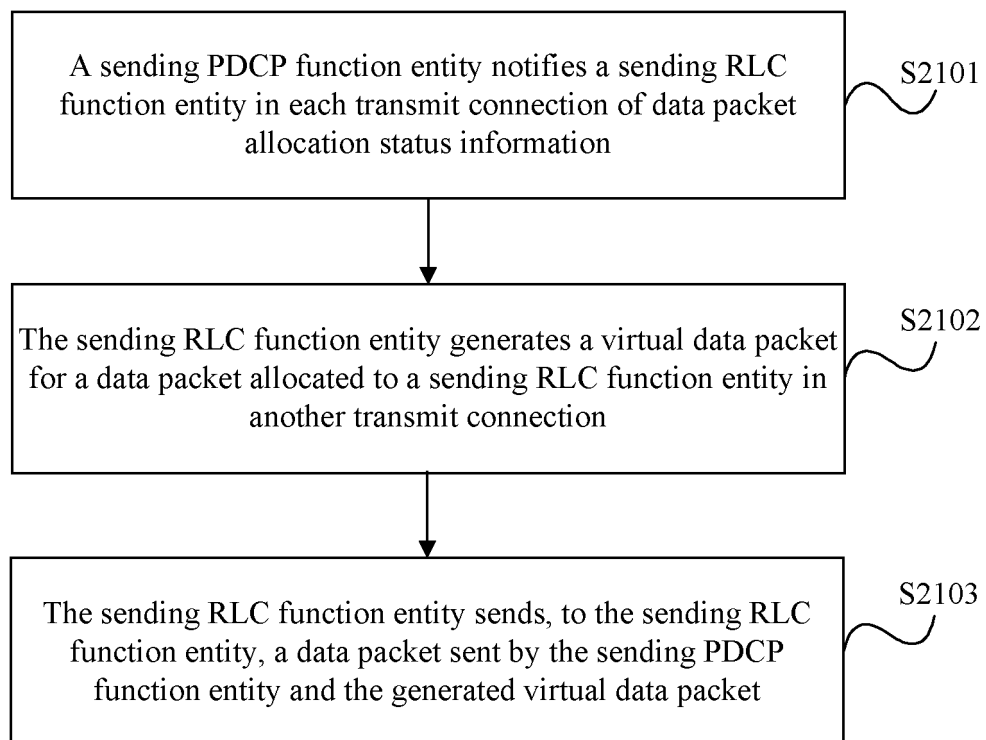 A sending PDCP function entity notifies a sending RLC
function entity in each transmit connection of data packet
allocation status information
S2101
The sending RLC function entity generates a virtual data packet
for a data packet allocated to a sending RLC function entity in
another transmit connection
S2102
The sending RLC function entity sends, to the sending RLC
function entity, a data packet sent by the sending PDCP
function entity and the generated virtual data packet
S2103